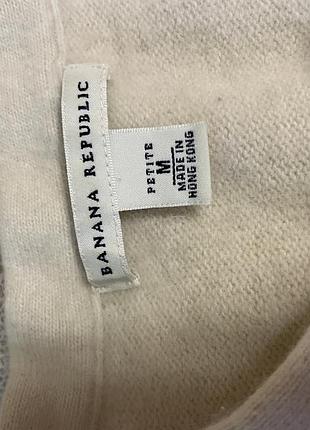 BANANA REPUBLIC
PETITE
M
MADE IN
HONG KONG